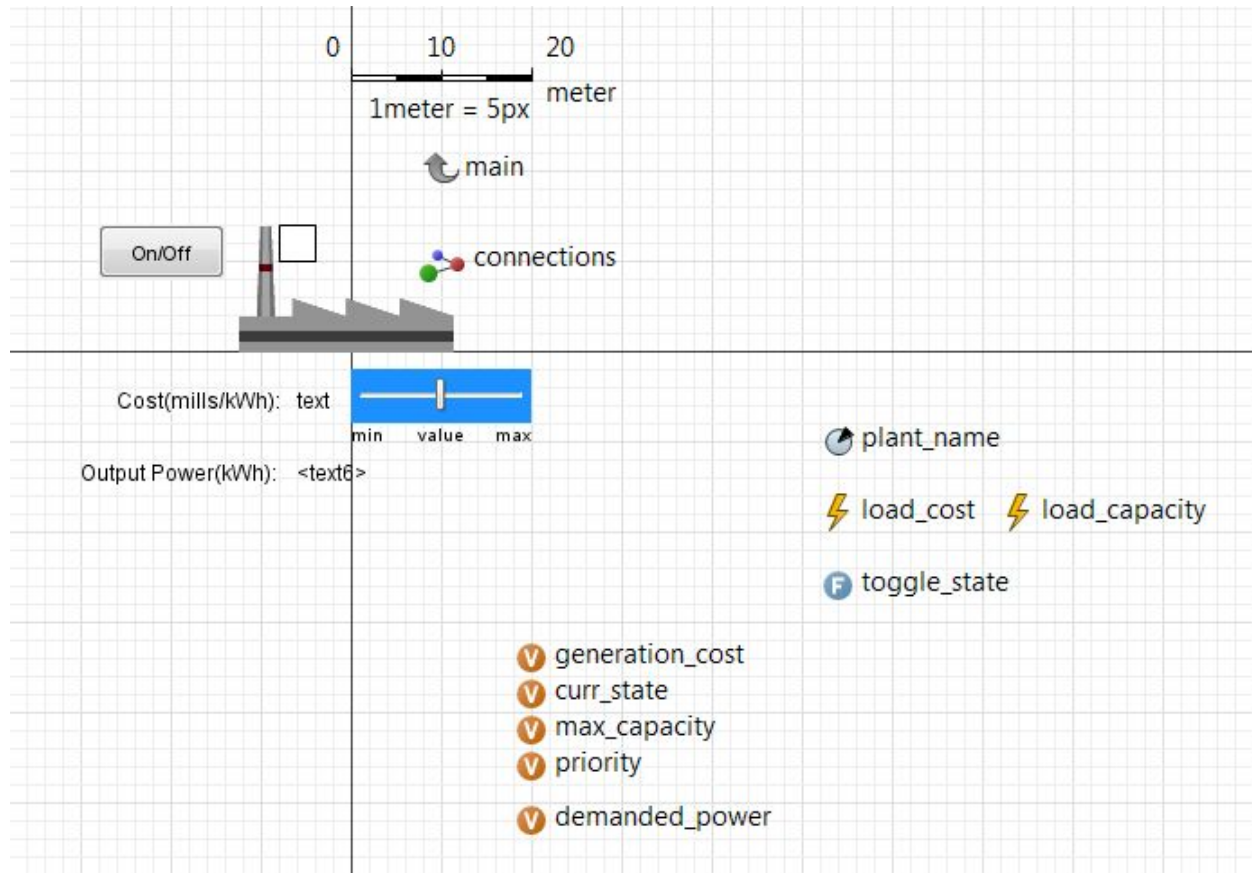 0 10 20
meter
1meter = 5px
main
On/Off
connections
Cost(mills/kWh): text
min value max
plant_name
Output Power(kWh): <text6>
load_cost load_capacity
F toggle_state
V generation_cost
V curr_state
V max_capacity
V priority
V demanded_power